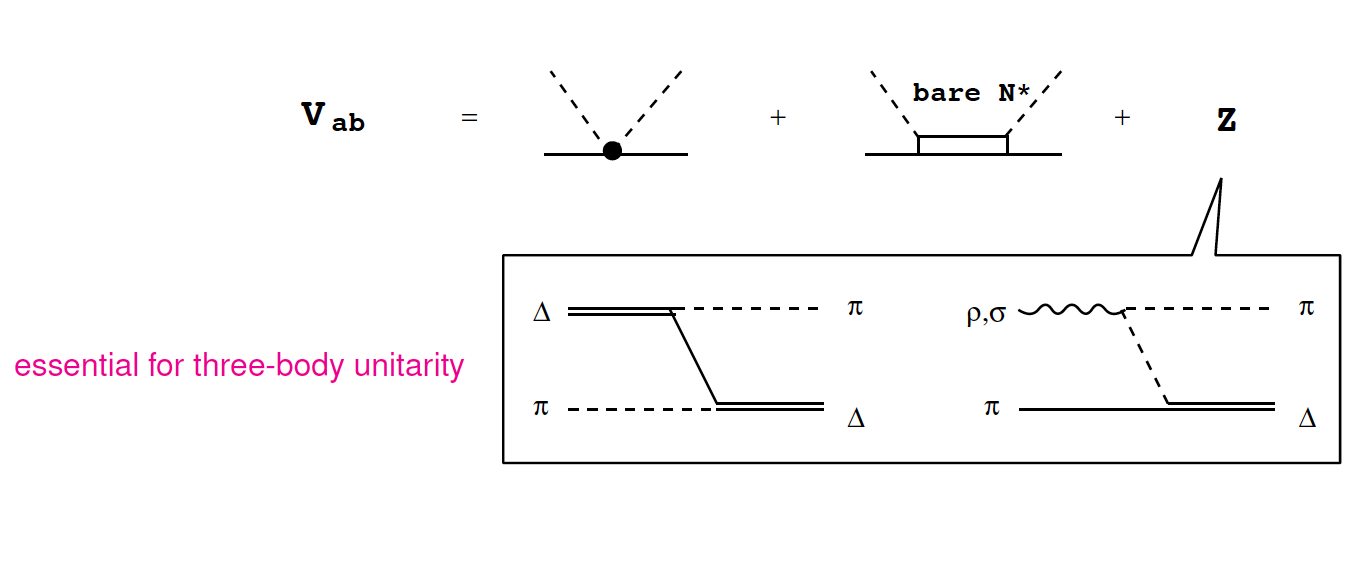 V ab = + bare N* + Z
Δ π ρ,σ π
essential for three-body unitarity
π Δ π Δ